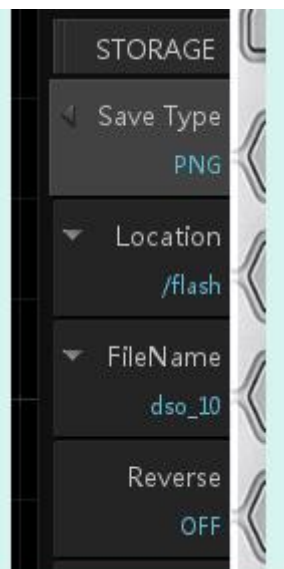 STORAGE
Save Type
PNG
Location
/flash
FileName
dso_10
Reverse
OFF